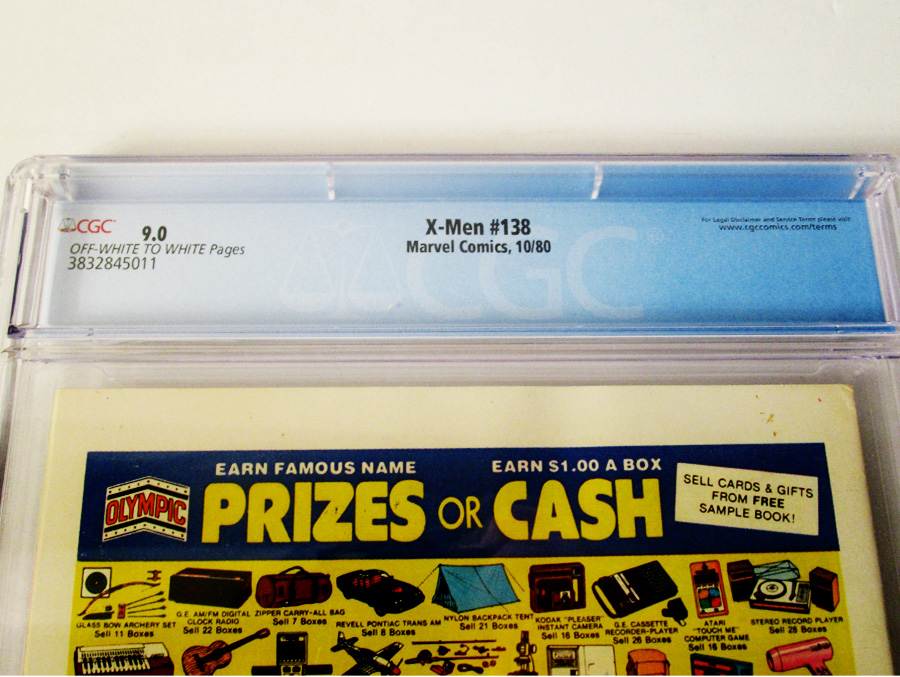 CGC
9.0
OFF-WHITE TO WHITE Pages
3832845011
X-Men #138
Marvel Comics, 10/80
For Legal Disclaimer and Service Terms please visit
www.cgccomics.com/terms
CGC
OLYMPIC
EARN FAMOUS NAME
EARN $1.00 A BOX
PRIZES OR CASH
SELL CARDS & GIFTS
FROM FREE
SAMPLE BOOK!
GLASS BOW ARCHERY SET
Sell 11 Boxes
G.E. AM/FM DIGITAL
CLOCK RADIO
Sell 22 Boxes
ZIPPER CARRY-ALL BAG
Sell 7 Boxes
REVELL PONTIAC TRANS AM
Sell 8 Boxes
NYLON BACKPACK TENT
Sell 21 Boxes
KODAK "PLEASER"
INSTANT CAMERA
Sell 16 Boxes
G.E. CASSETTE
RECORDER-PLAYER
Sell 26 Boxes
ATARI
"TOUCH ME"
COMPUTER GAME
Sell 16 Boxes
STEREO RECORD PLAYER
Sell 28 Boxes